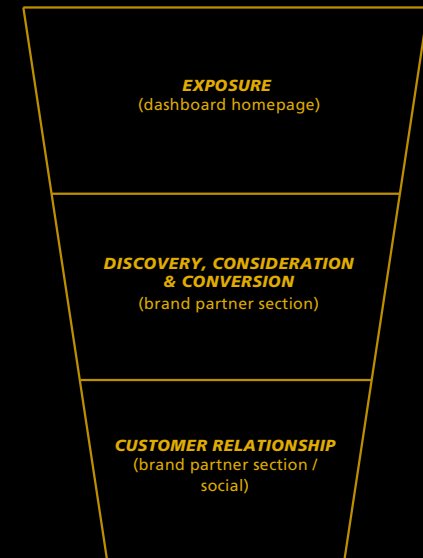 EXPOSURE
(dashboard homepage)
DISCOVERY, CONSIDERATION
& CONVERSION
(brand partner section)
CUSTOMER RELATIONSHIP
(brand partner section /
social)